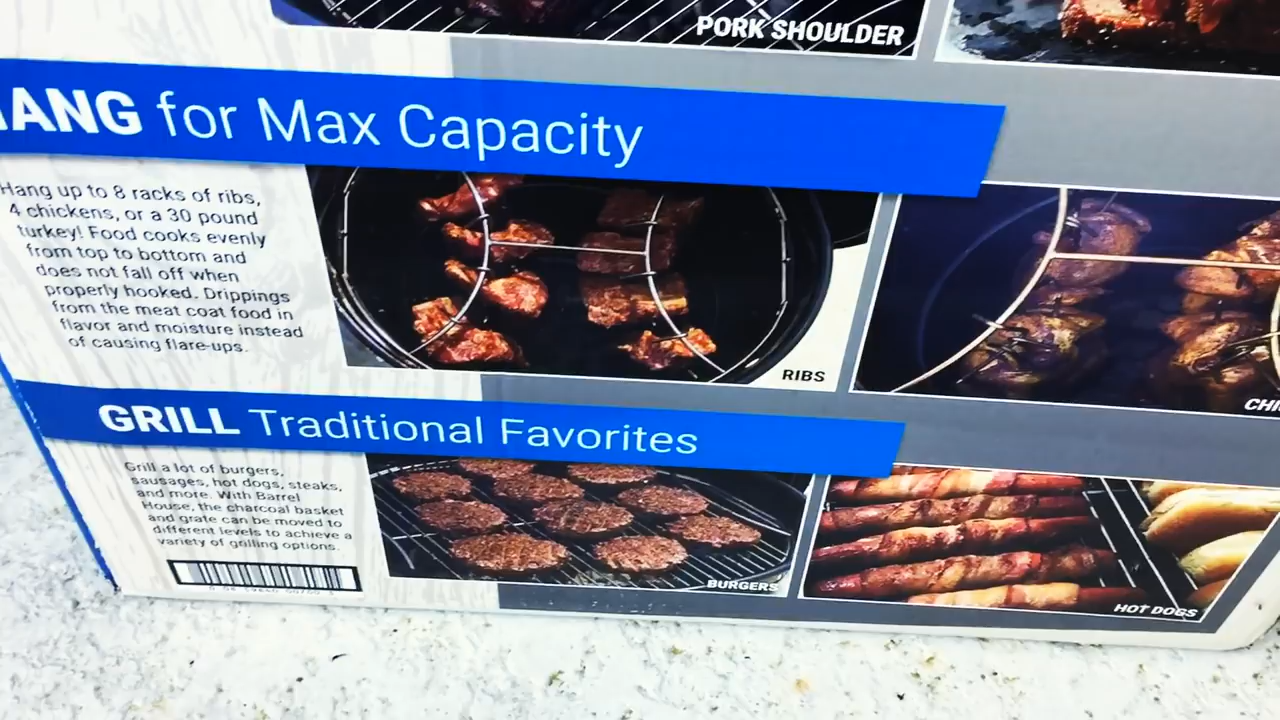 PORK SHOULDER
HANG for Max Capacity
Hang up to 8 racks of ribs,
4 chickens, or a 30 pound
turkey! Food cooks evenly
from top to bottom and
does not fall off when
properly hooked. Drippings
from the meat coat food in
flavor and moisture instead
of causing flare-ups.
RIBS
CHI
GRILL Traditional Favorites
Grill a lot of burgers,
sausages, hot dogs, steaks,
and more. With Barrel
House, the charcoal basket
and grate can be moved to
different levels to achieve a
variety of grilling options.
BURGERS
HOT DOGS